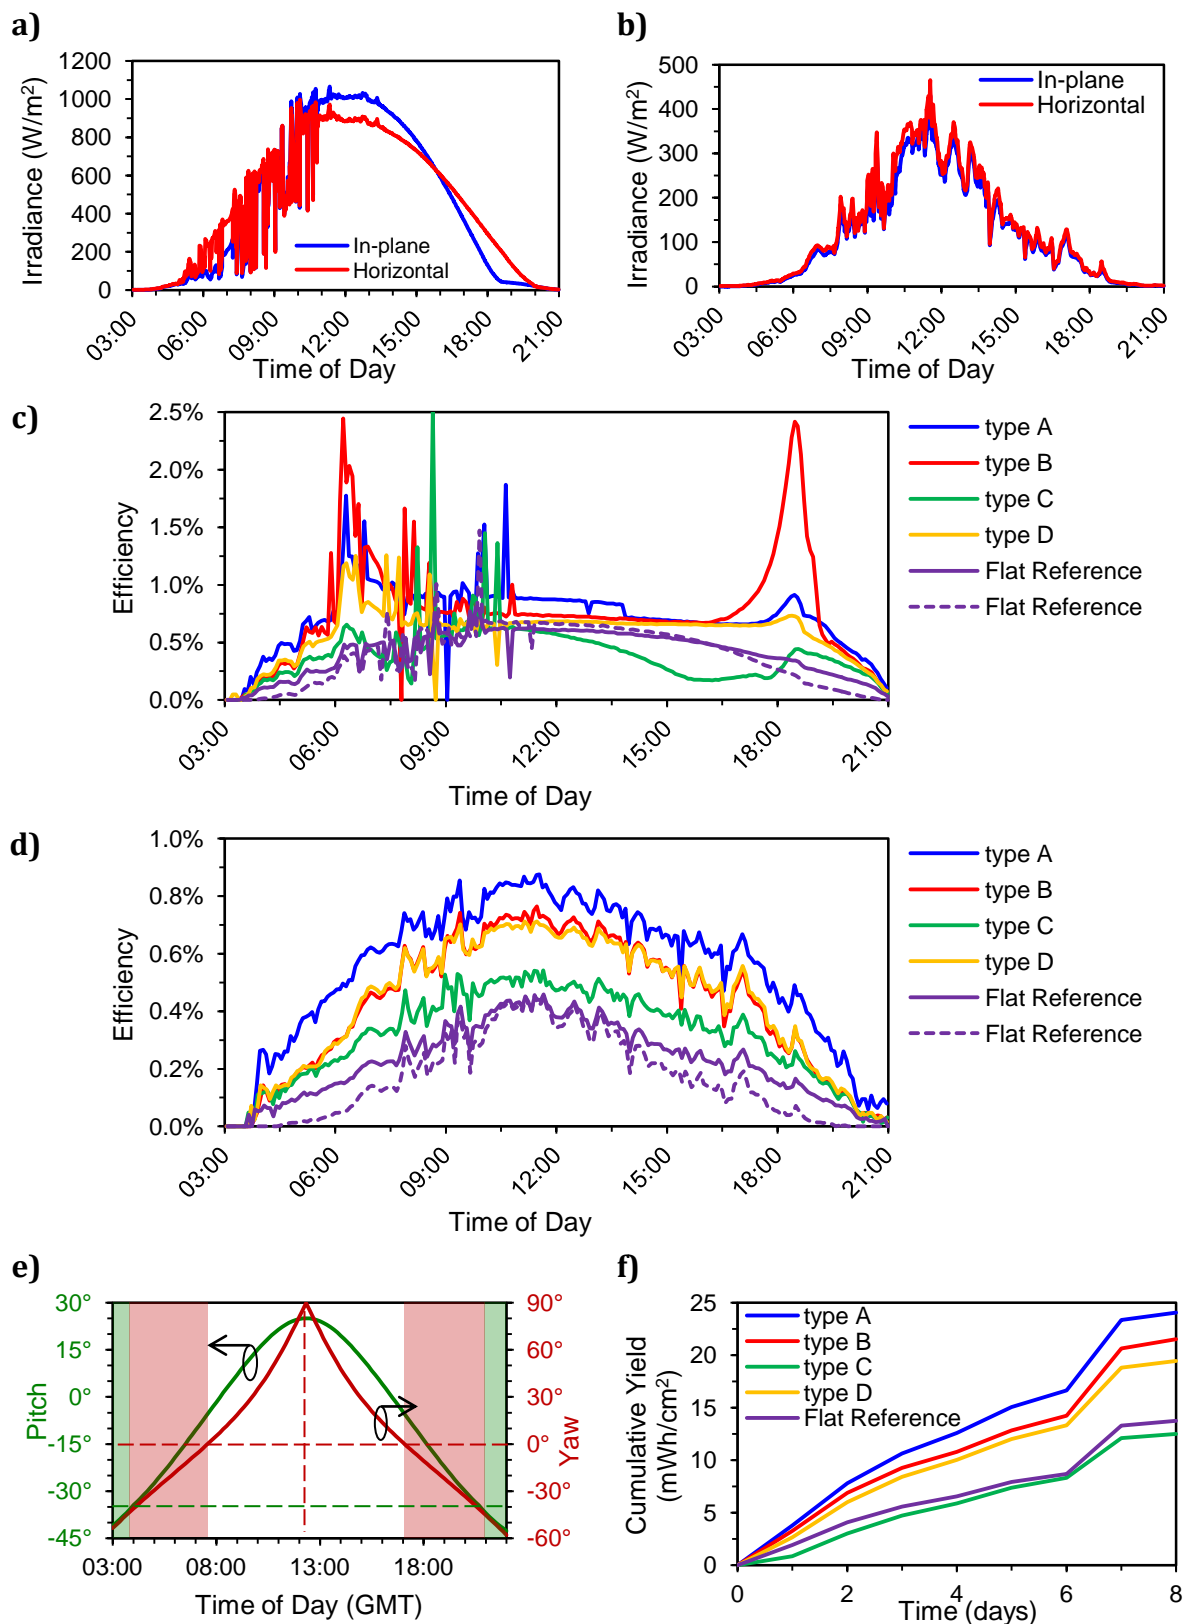 a)
1200
1000
800
600
400
200
0
Irradiance (W/m²)
In-plane
Horizontal
03:00
06:00
09:00
12:00
15:00
18:00
21:00
Time of Day
b)
500
400
300
200
100
0
Irradiance (W/m²)
In-plane
Horizontal
03:00
06:00
09:00
12:00
15:00
18:00
21:00
Time of Day
c)
2.5%
2.0%
1.5%
1.0%
0.5%
0.0%
Efficiency
03:00
06:00
09:00
12:00
15:00
18:00
21:00
Time of Day
type A
type B
type C
type D
Flat Reference
Flat Reference
d)
1.0%
0.8%
0.6%
0.4%
0.2%
0.0%
Efficiency
03:00
06:00
09:00
12:00
15:00
18:00
21:00
Time of Day
type A
type B
type C
type D
Flat Reference
Flat Reference
e)
30°
15°
0°
-15°
-30°
-45°
Pitch
90°
60°
30°
0°
-30°
-60°
Yaw
03:00
08:00
13:00
18:00
Time of Day (GMT)
f)
25
20
15
10
5
0
Cumulative Yield
(mWh/cm²)
type A
type B
type C
type D
Flat Reference
0
2
4
6
8
Time (days)